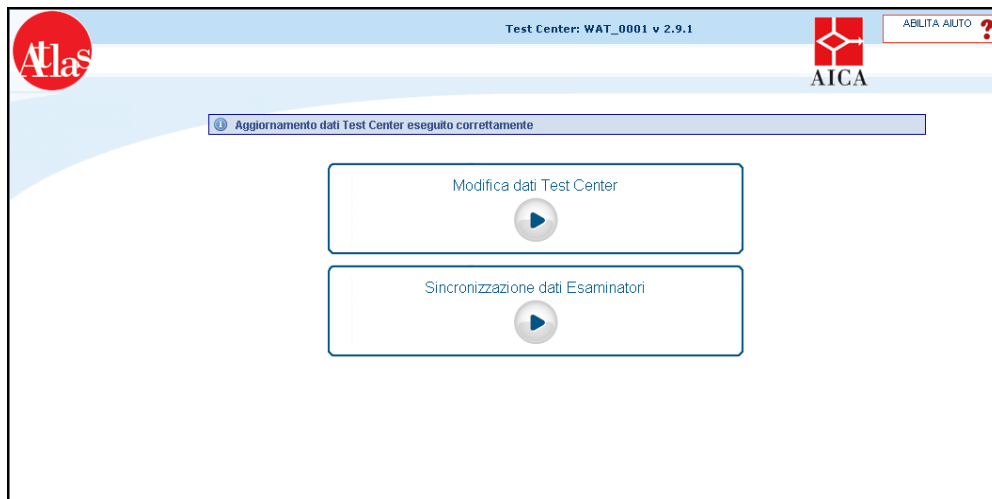 Atlas
Test Center: WAT_0001 v 2.9.1
AICA
ABILITA AIUTO ?
Aggiornamento dati Test Center eseguito correttamente
Modifica dati Test Center
Sincronizzazione dati Esaminatori